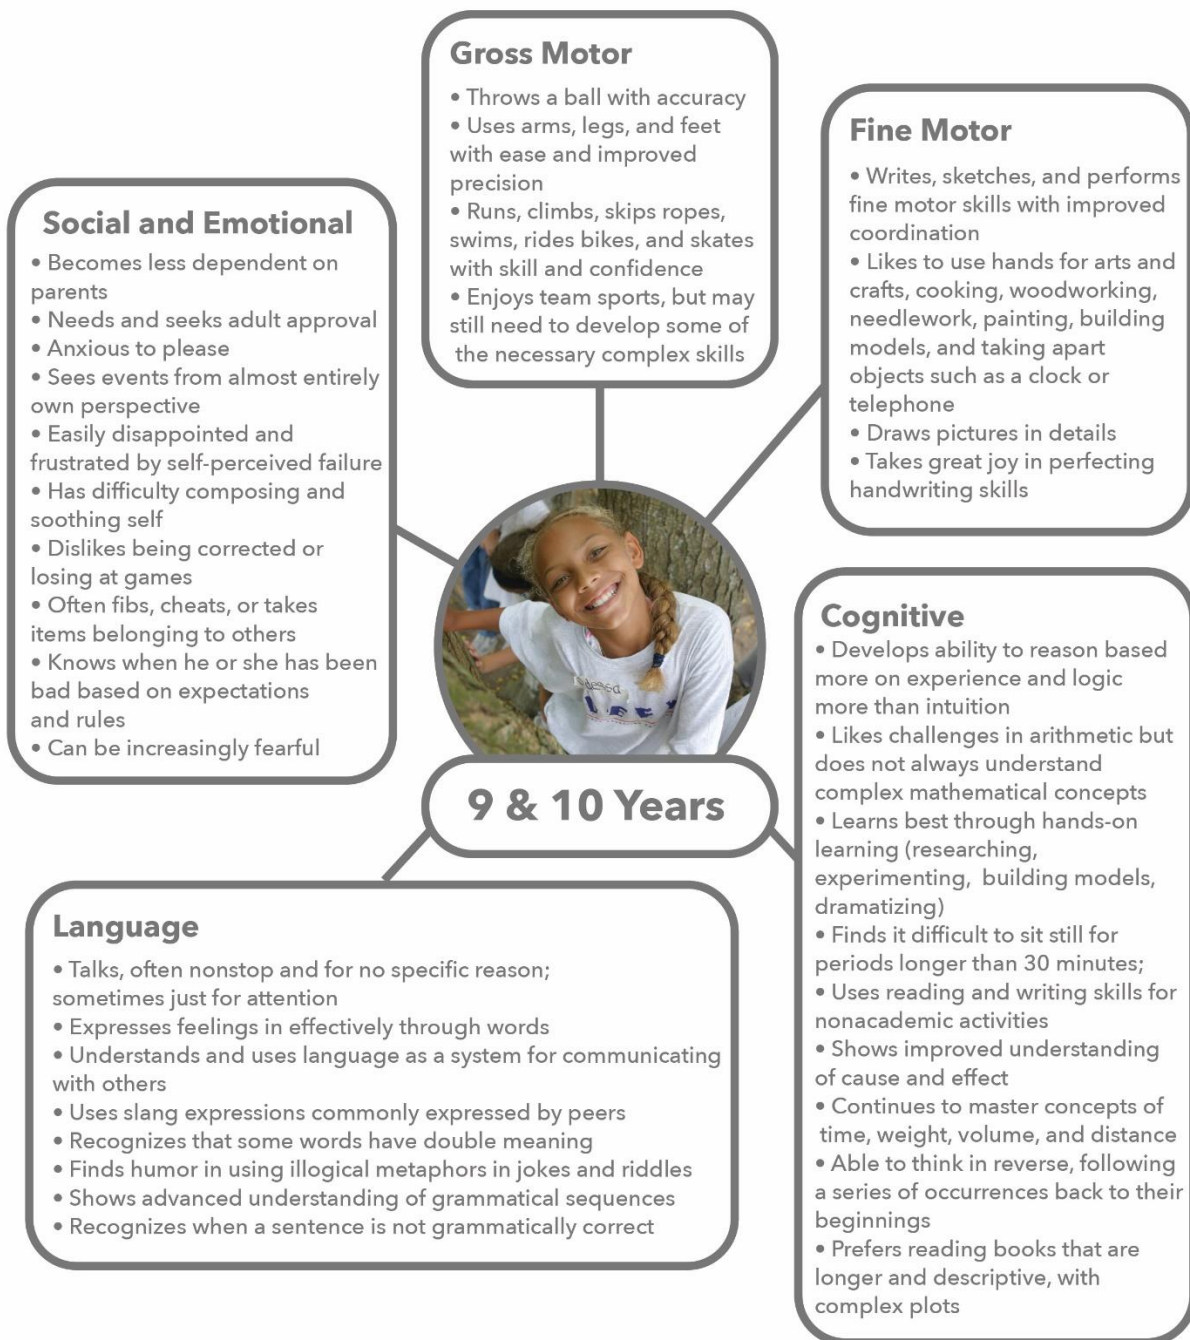 Gross Motor
• Throws a ball with accuracy
• Uses arms, legs, and feet
with ease and improved
precision
• Runs, climbs, skips ropes,
swims, rides bikes, and skates
with skill and confidence
• Enjoys team sports, but may
still need to develop some of
the necessary complex skills
Fine Motor
• Writes, sketches, and performs
fine motor skills with improved
coordination
• Likes to use hands for arts and
crafts, cooking, woodworking,
needlework, painting, building
models, and taking apart
objects such as a clock or
telephone
• Draws pictures in details
• Takes great joy in perfecting
handwriting skills
Social and Emotional
• Becomes less dependent on
parents
• Needs and seeks adult approval
• Anxious to please
• Sees events from almost entirely
own perspective
• Easily disappointed and
frustrated by self-perceived failure
• Has difficulty composing and
soothing self
• Dislikes being corrected or
losing at games
• Often fibs, cheats, or takes
items belonging to others
• Knows when he or she has been
bad based on expectations
and rules
• Can be increasingly fearful
9 & 10 Years
Cognitive
• Develops ability to reason based
more on experience and logic
more than intuition
• Likes challenges in arithmetic but
does not always understand
complex mathematical concepts
• Learns best through hands-on
learning (researching,
experimenting, building models,
dramatizing)
• Finds it difficult to sit still for
periods longer than 30 minutes;
• Uses reading and writing skills for
nonacademic activities
• Shows improved understanding
of cause and effect
• Continues to master concepts of
time, weight, volume, and distance
• Able to think in reverse, following
a series of occurrences back to their
beginnings
• Prefers reading books that are
longer and descriptive, with
complex plots
Language
• Talks, often nonstop and for no specific reason;
sometimes just for attention
• Expresses feelings in effectively through words
• Understands and uses language as a system for communicating
with others
• Uses slang expressions commonly expressed by peers
• Recognizes that some words have double meaning
• Finds humor in using illogical metaphors in jokes and riddles
• Shows advanced understanding of grammatical sequences
• Recognizes when a sentence is not grammatically correct